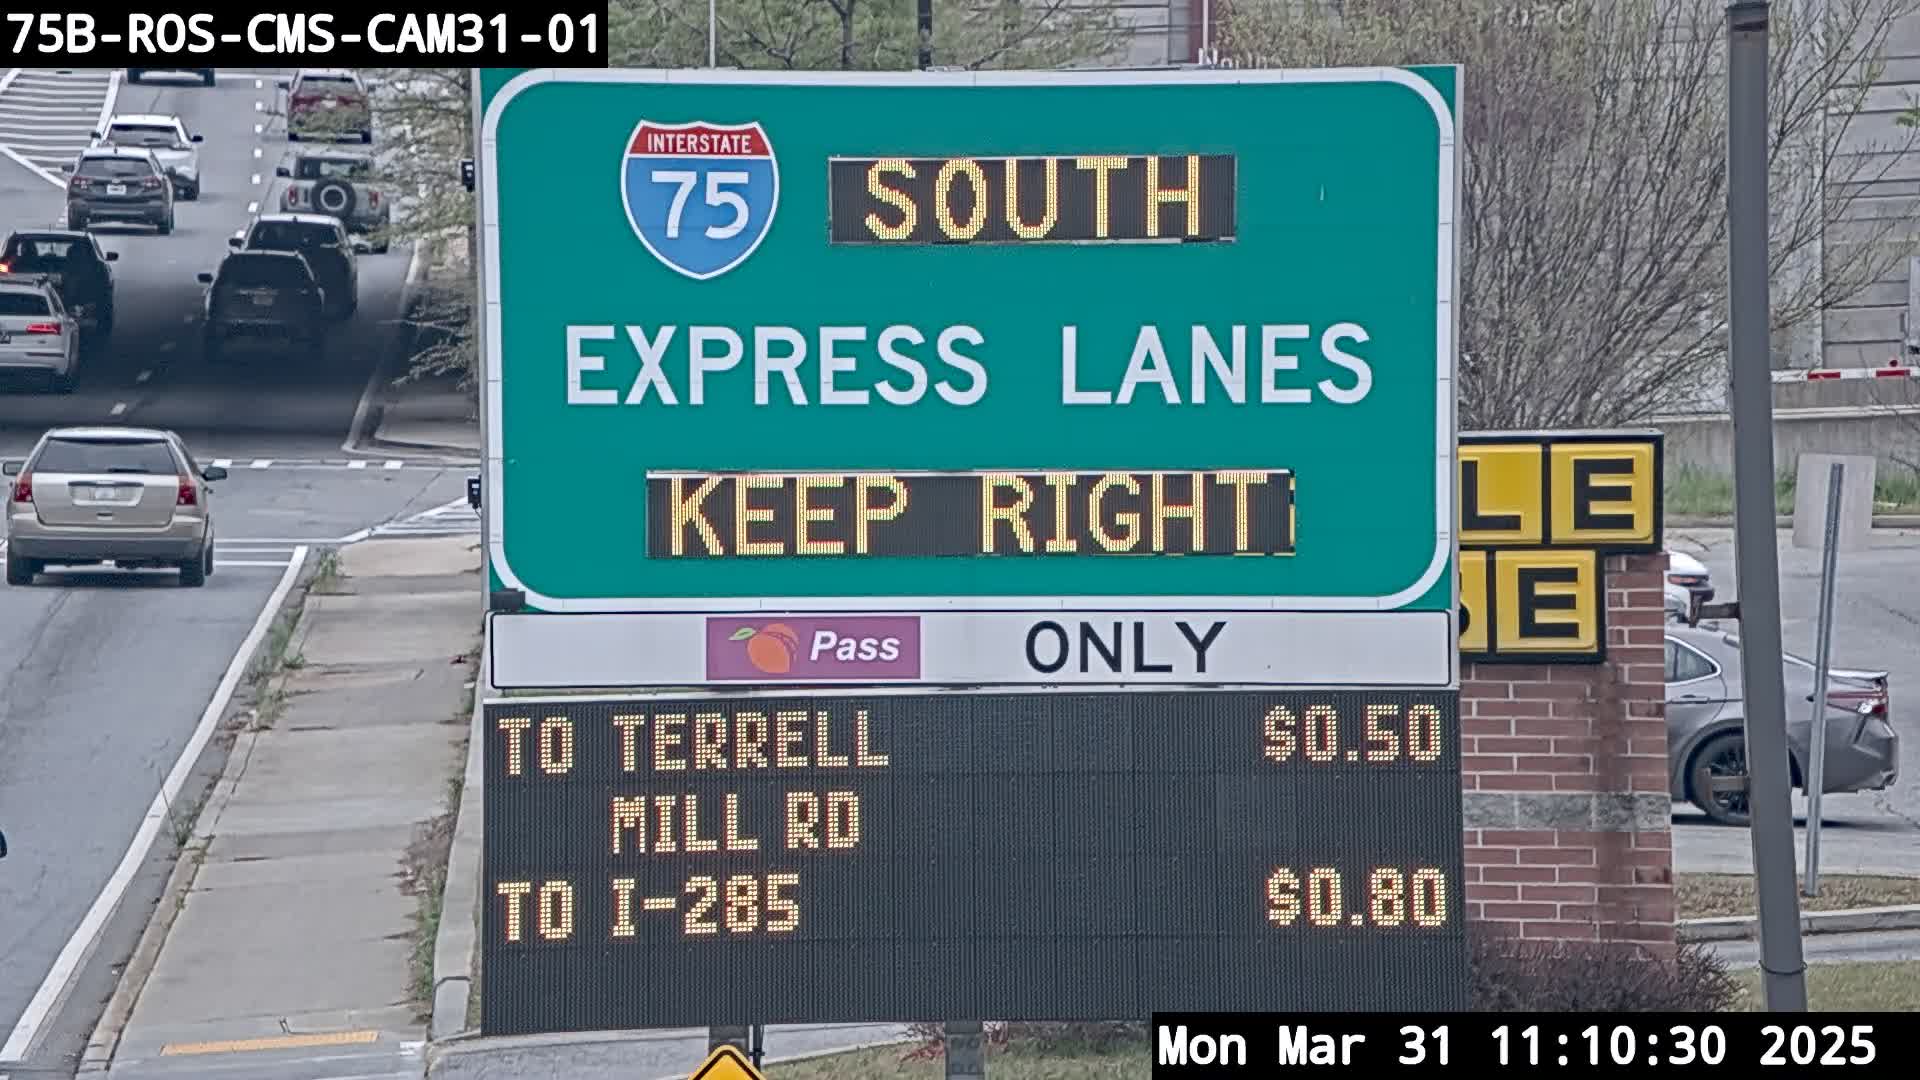 75B-ROS-CMS-CAM31-01
INTERSTATE
75
SOUTH
EXPRESS LANES
KEEP RIGHT
Pass ONLY
TO TERRELL $0.50
MILL RD
TO I-285 $0.80
LE
E
Mon Mar 31 11:10:30 2025